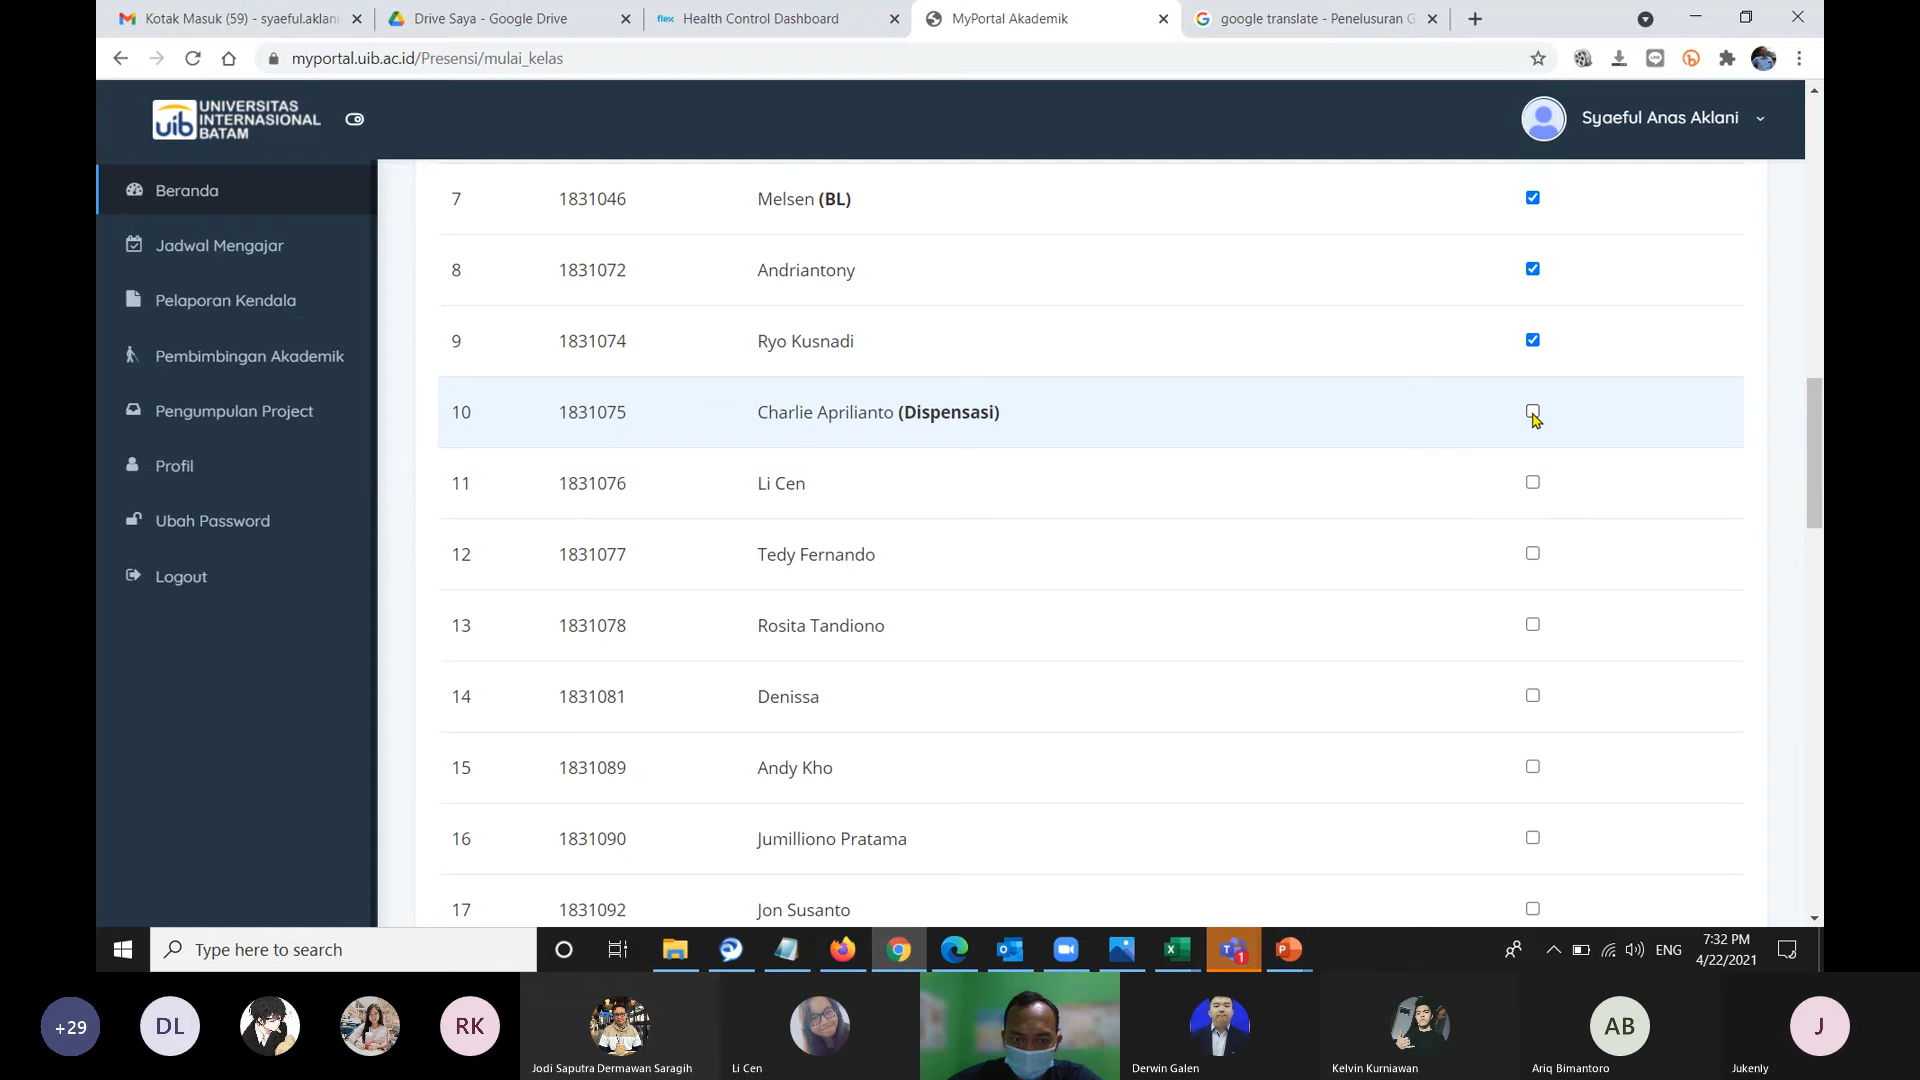 Kotak Masuk (59) - syaeful.aklani
Drive Saya - Google Drive
flex Health Control Dashboard
MyPortal Akademik
google translate - Penelusuran G
myportal.uib.ac.id/Presensi/mulai_kelas
uib UNIVERSITAS INTERNASIONAL BATAM
Syaeful Anas Aklani
Beranda
Jadwal Mengajar
Pelaporan Kendala
Pembimbingan Akademik
Pengumpulan Project
Profil
Ubah Password
Logout
7 1831046 Melsen (BL)
8 1831072 Andriantony
9 1831074 Ryo Kusnadi
10 1831075 Charlie Aprilianto (Dispensasi)
11 1831076 Li Cen
12 1831077 Tedy Fernando
13 1831078 Rosita Tandiono
14 1831081 Denissa
15 1831089 Andy Kho
16 1831090 Jumilliono Pratama
17 1831092 Jon Susanto
Type here to search
1
ENG
7:32 PM
4/22/2021
+29
DL
RK
AB
J
Jodi Saputra Dermawan Saragih
Li Cen
Derwin Galen
Kelvin Kurniawan
Ariq Bimantoro
Jukenly